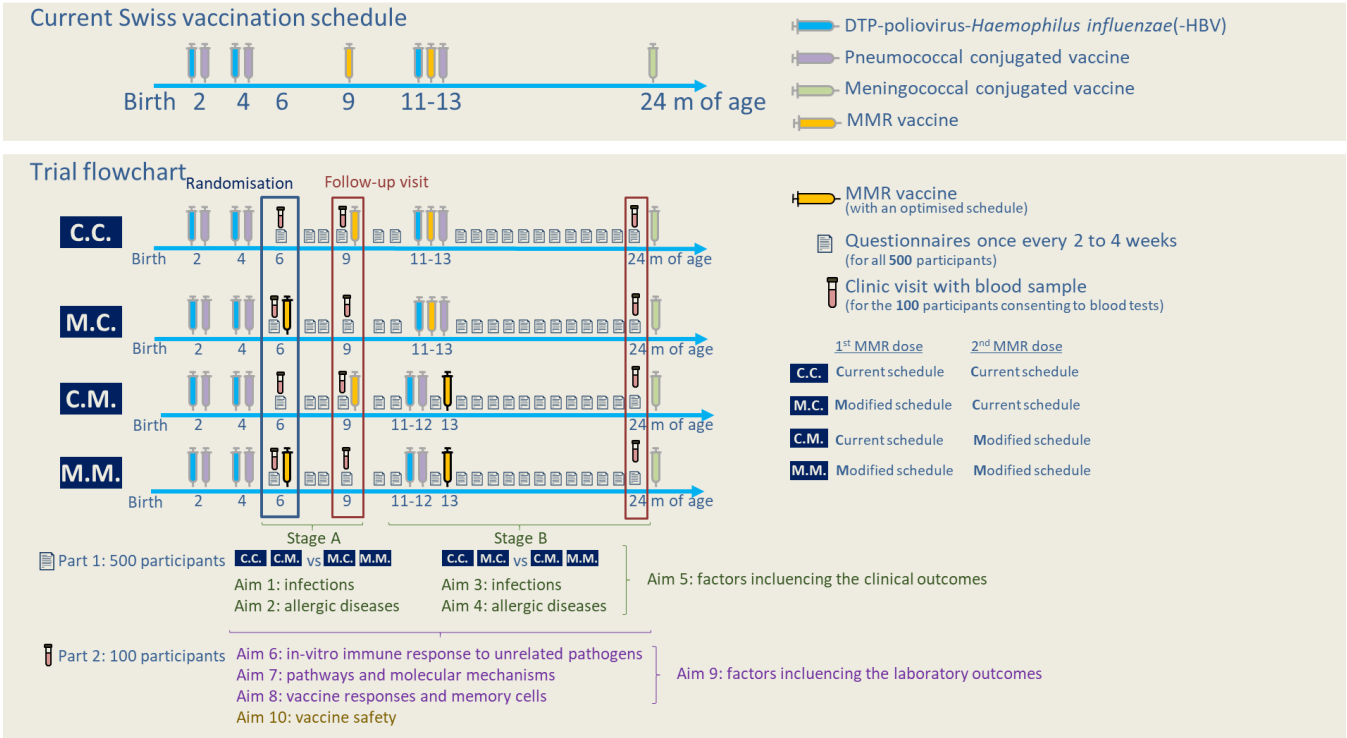 Current Swiss vaccination schedule
DTP-poliovirus-Haemophilus influenzae(-HBV)
Pneumococcal conjugated vaccine
Meningococcal conjugated vaccine
MMR vaccine
Birth 2 4 6 9 11-13 24 m of age
Trial flowchart
Randomisation Follow-up visit
C.C.
Birth 2 4 6 9 11-13 24 m of age
M.C.
Birth 2 4 6 9 11-13 24 m of age
C.M.
Birth 2 4 6 9 11-12 13 24 m of age
M.M.
Birth 2 4 6 9 11-12 13 24 m of age
MMR vaccine
(with an optimised schedule)
Questionnaires once every 2 to 4 weeks
(for all 500 participants)
Clinic visit with blood sample
(for the 100 participants consenting to blood tests)
1st MMR dose 2nd MMR dose
C.C. Current schedule Current schedule
M.C. Modified schedule Current schedule
C.M. Current schedule Modified schedule
M.M. Modified schedule Modified schedule
Stage A Stage B
Part 1: 500 participants C.C. C.M. vs M.C. M.M. C.C. M.C. vs C.M. M.M.
Aim 1: infections Aim 3: infections
Aim 2: allergic diseases Aim 4: allergic diseases
Aim 5: factors incluencing the clinical outcomes
Part 2: 100 participants
Aim 6: in-vitro immune response to unrelated pathogens
Aim 7: pathways and molecular mechanisms
Aim 8: vaccine responses and memory cells
Aim 9: factors incluencing the laboratory outcomes
Aim 10: vaccine safety